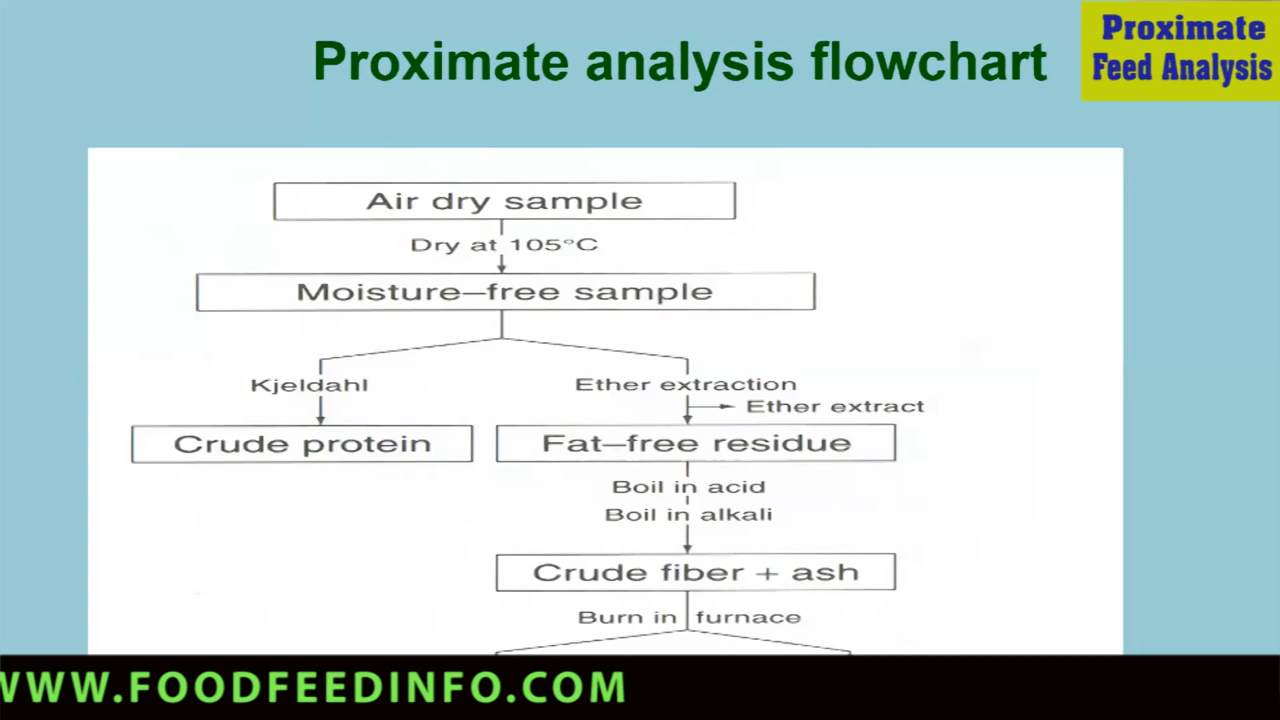 Proximate analysis flowchart
Proximate
Feed Analysis
Air dry sample
Dry at 105°C
Moisture–free sample
Kjeldahl
Ether extraction
Ether extract
Crude protein
Fat–free residue
Boil in acid
Boil in alkali
Crude fiber + ash
Burn in furnace
WWW.FOODFEEDINFO.COM